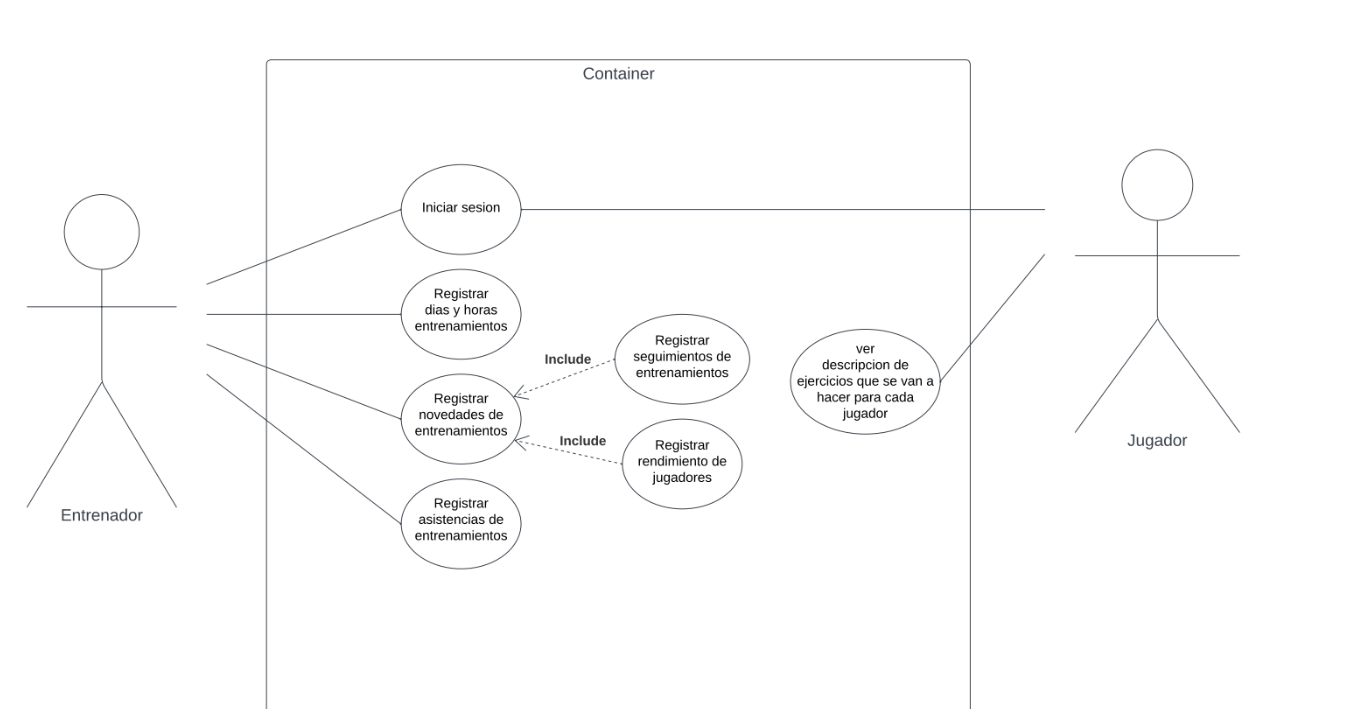 Container
Iniciar sesion
Registrar
dias y horas
entrenamientos
Registrar
seguimientos de
entrenamientos
ver
descripcion de
ejercicios que se van a
hacer para cada
jugador
Include
Registrar
novedades de
entrenamientos
Include
Registrar
rendimiento de
jugadores
Jugador
Registrar
asistencias de
entrenamientos
Entrenador